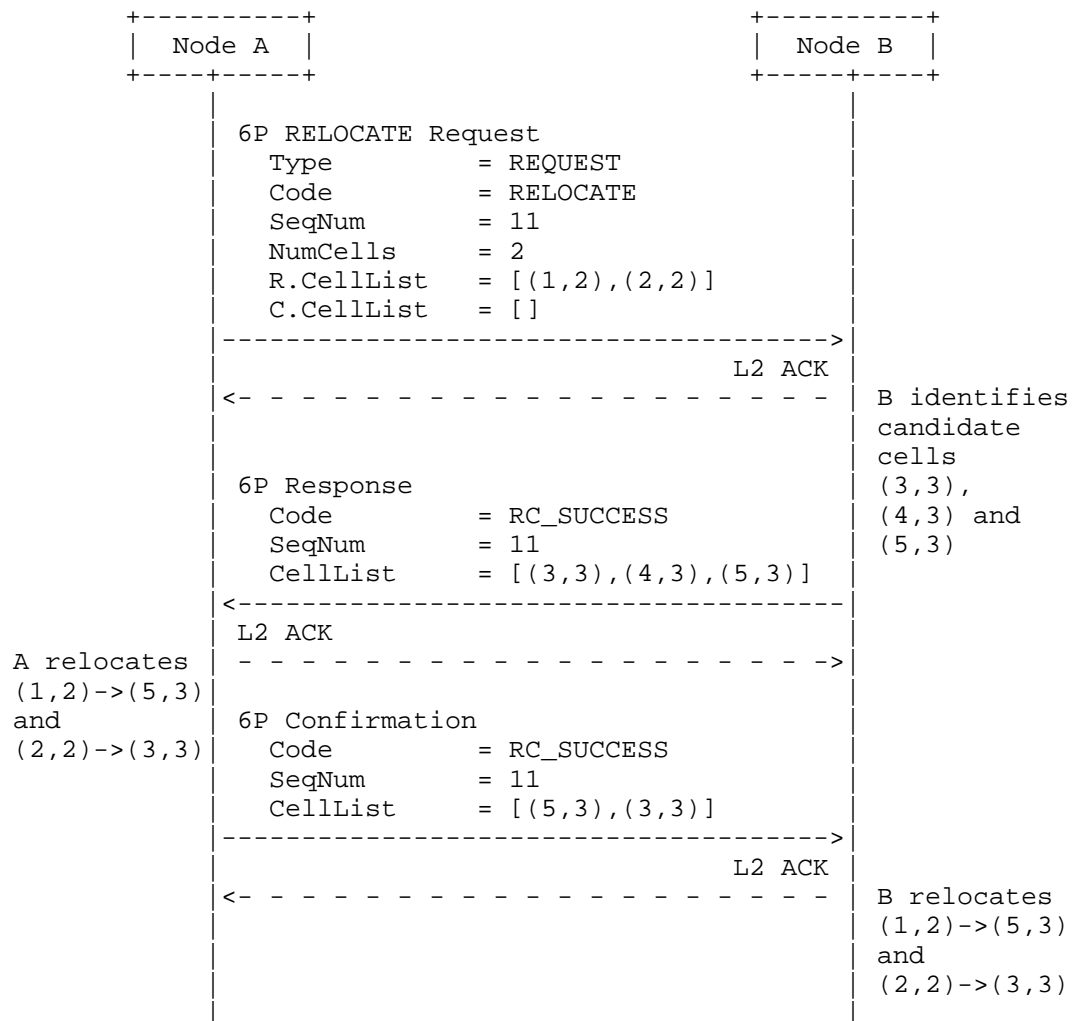 Node A Node B
6P RELOCATE Request
Type = REQUEST
Code = RELOCATE
SeqNum = 11
NumCells = 2
R.CellList = [(1,2),(2,2)]
C.CellList = []
L2 ACK
B identifies
candidate
cells
(3,3),
(4,3) and
(5,3)
6P Response
Code = RC_SUCCESS
SeqNum = 11
CellList = [(3,3),(4,3),(5,3)]
L2 ACK
A relocates
(1,2)->(5,3)
and
(2,2)->(3,3)
6P Confirmation
Code = RC_SUCCESS
SeqNum = 11
CellList = [(5,3),(3,3)]
L2 ACK
B relocates
(1,2)->(5,3)
and
(2,2)->(3,3)